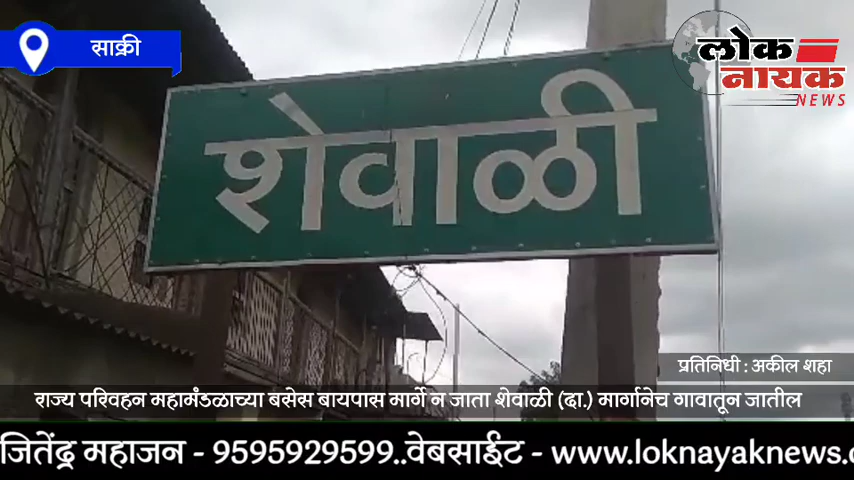 साक्री
लोक
नायक
NEWS
शेवाळी
प्रतिनिधी : अकील शहा
राज्य परिवहन महामंडळाच्या बसेस बायपास मार्गे न जाता शेवाळी (दा.) मार्गानेच गावातून जातील
जितेंद्र महाजन - 9595929599..वेबसाईट - www.loknayaknews.c